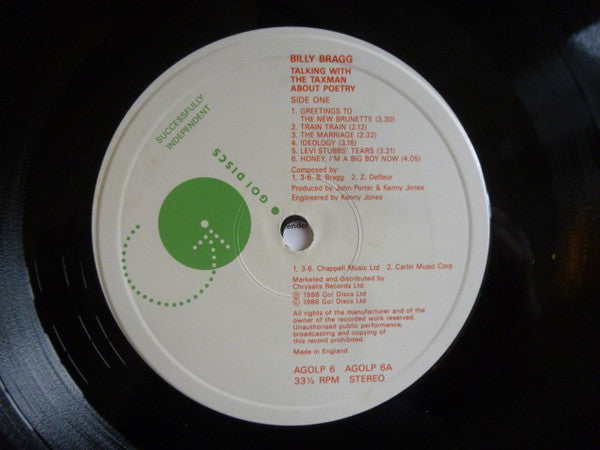 BILLY BRAGG
TALKING WITH
THE TAXMAN
ABOUT POETRY
SIDE ONE
1. GREETINGS TO
THE NEW BRUNETTE (3.30)
2. TRAIN TRAIN (2.12)
3. THE MARRIAGE (2.32)
4. IDEOLOGY (3.16)
5. LEVI STUBBS' TEARS (3.31)
6. HONEY, I'M A BIG BOY NOW (4.05)
Composed by:
1, 3-6. B. Bragg 2. Z. Defleur
Produced by John Porter & Kenny Jones
Engineered by Kenny Jones
SUCCESSFULLY
INDEPENDENT
GO! DISCS
ender
1, 3-6. Chappell Music Ltd 2. Carlin Music Corp
Marketed and distributed by
Chrysalis Records Ltd
℗ 1986 Go! Discs Ltd
© 1986 Go! Discs Ltd
All rights of the manufacturer and of the
owner of the recorded work reserved.
Unauthorised public performance,
broadcasting and copying of
this record prohibited.
Made in England
AGOLP 6 AGOLP 6A
33⅓ RPM STEREO